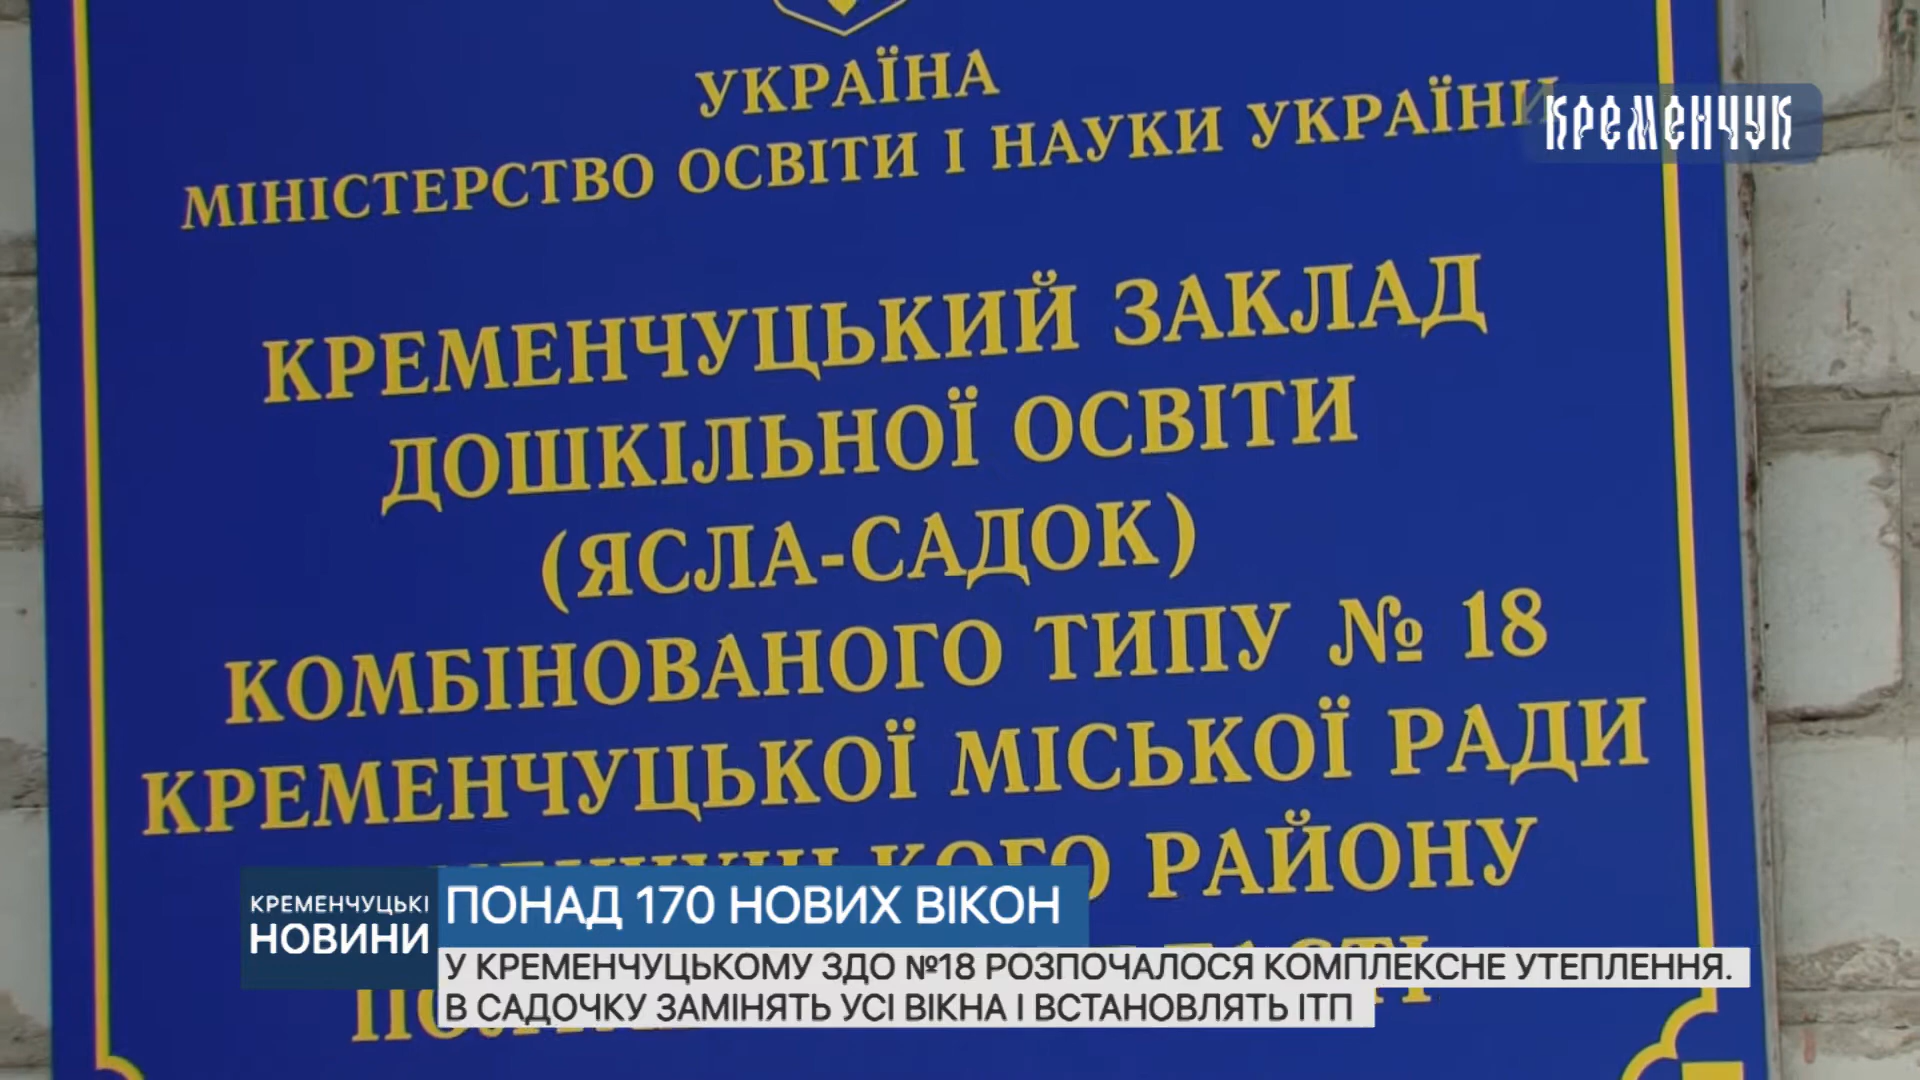 УКРАЇНА
МІНІСТЕРСТВО ОСВІТИ І НАУКИ УКРАЇНИ
КРЕМЕНЧУК
КРЕМЕНЧУЦЬКИЙ ЗАКЛАД
ДОШКІЛЬНОЇ ОСВІТИ
(ЯСЛА-САДОК)
КОМБІНОВАНОГО ТИПУ № 18
КРЕМЕНЧУЦЬКОЇ МІСЬКОЇ РАДИ
РАЙОНУ
КРЕМЕНЧУЦЬКІ
НОВИНИ
ПОНАД 170 НОВИХ ВІКОН
У КРЕМЕНЧУЦЬКОМУ ЗДО №18 РОЗПОЧАЛОСЯ КОМПЛЕКСНЕ УТЕПЛЕННЯ.
В САДОЧКУ ЗАМІНЯТЬ УСІ ВІКНА І ВСТАНОВЛЯТЬ ІТП